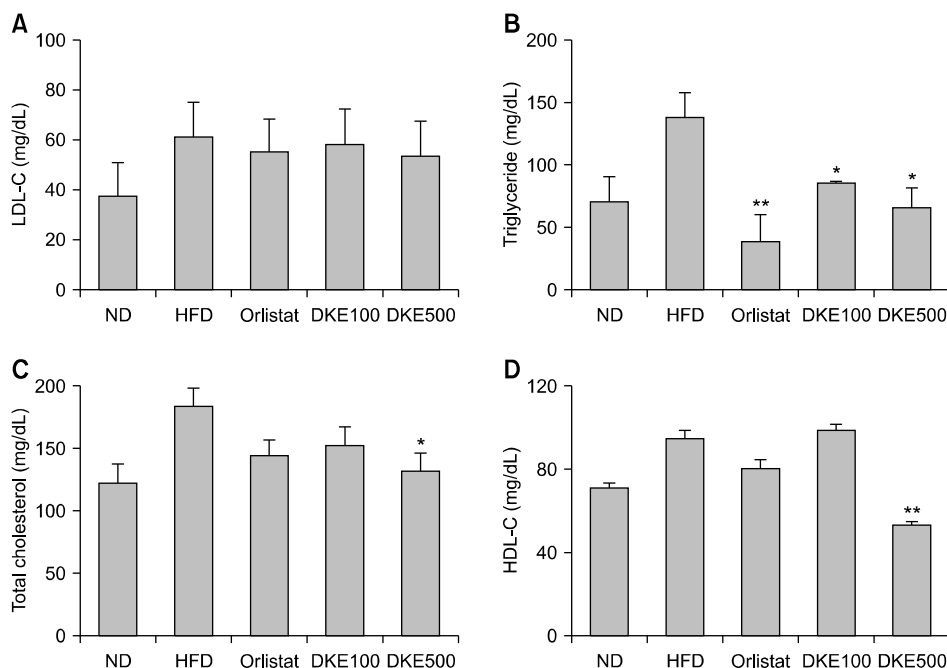 A
LDL-C (mg/dL)
100
80
60
40
20
0
ND HFD Orlistat DKE100 DKE500
B
Triglyceride (mg/dL)
200
150
100
50
0
**
*
*
ND HFD Orlistat DKE100 DKE500
C
Total cholesterol (mg/dL)
200
150
100
50
0
*
ND HFD Orlistat DKE100 DKE500
D
HDL-C (mg/dL)
120
80
40
0
**
ND HFD Orlistat DKE100 DKE500